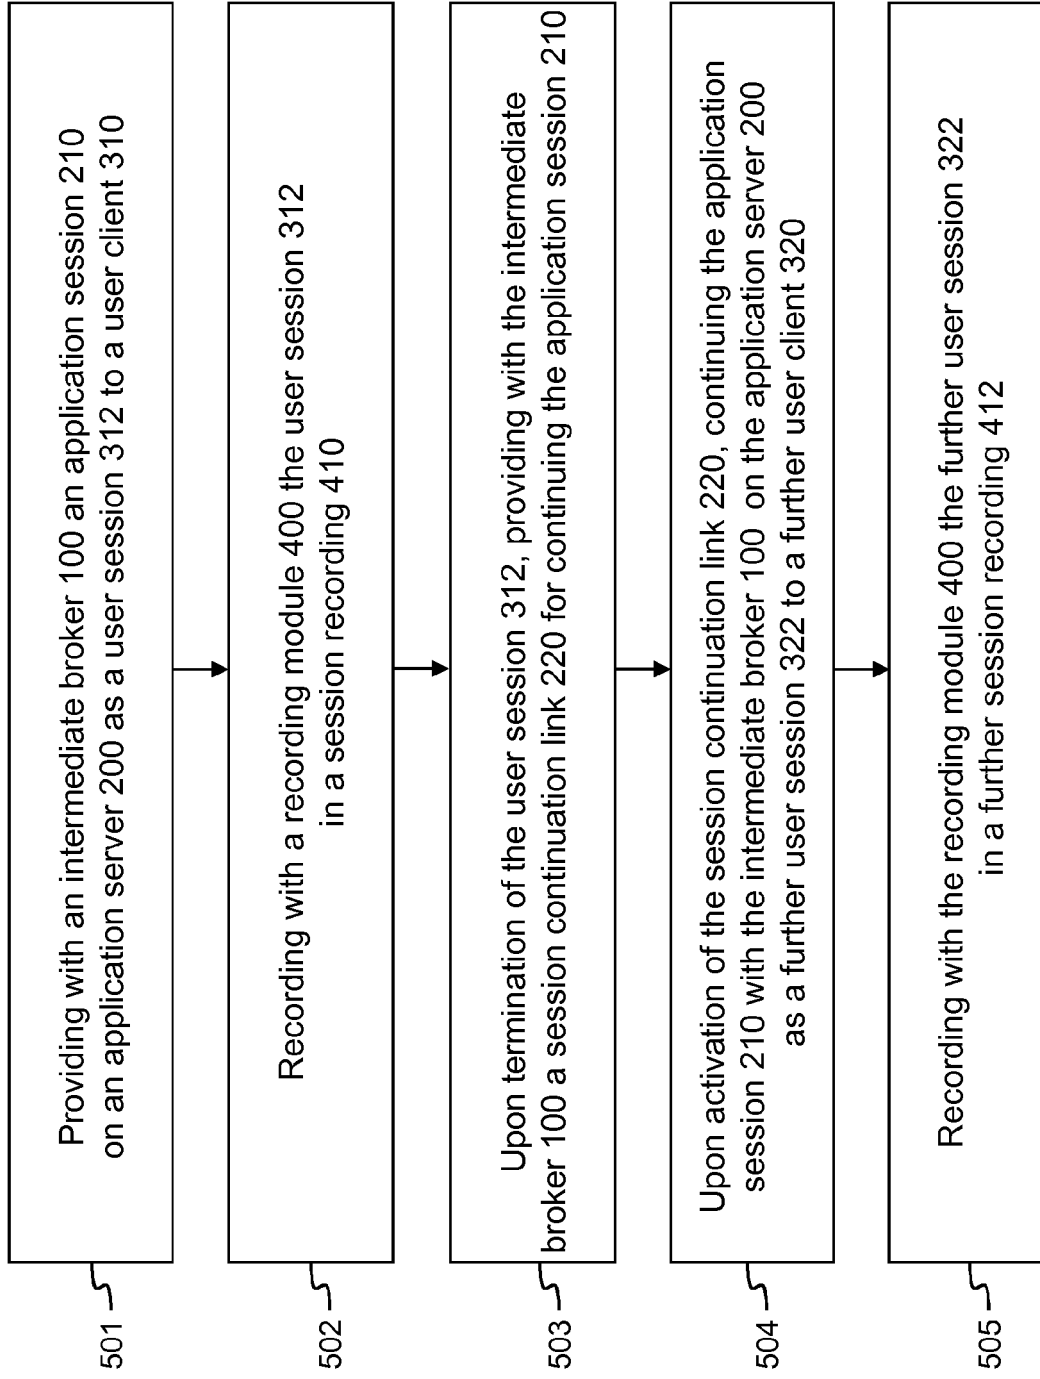 501
Providing with an intermediate broker 100 an application session 210
on an application server 200 as a user session 312 to a user client 310
502
Recording with a recording module 400 the user session 312
in a session recording 410
503
Upon termination of the user session 312, providing with the intermediate
broker 100 a session continuation link 220 for continuing the application session 210
504
Upon activation of the session continuation link 220, continuing the application
session 210 with the intermediate broker 100 on the application server 200
as a further user session 322 to a further user client 320
505
Recording with the recording module 400 the further user session 322
in a further session recording 412